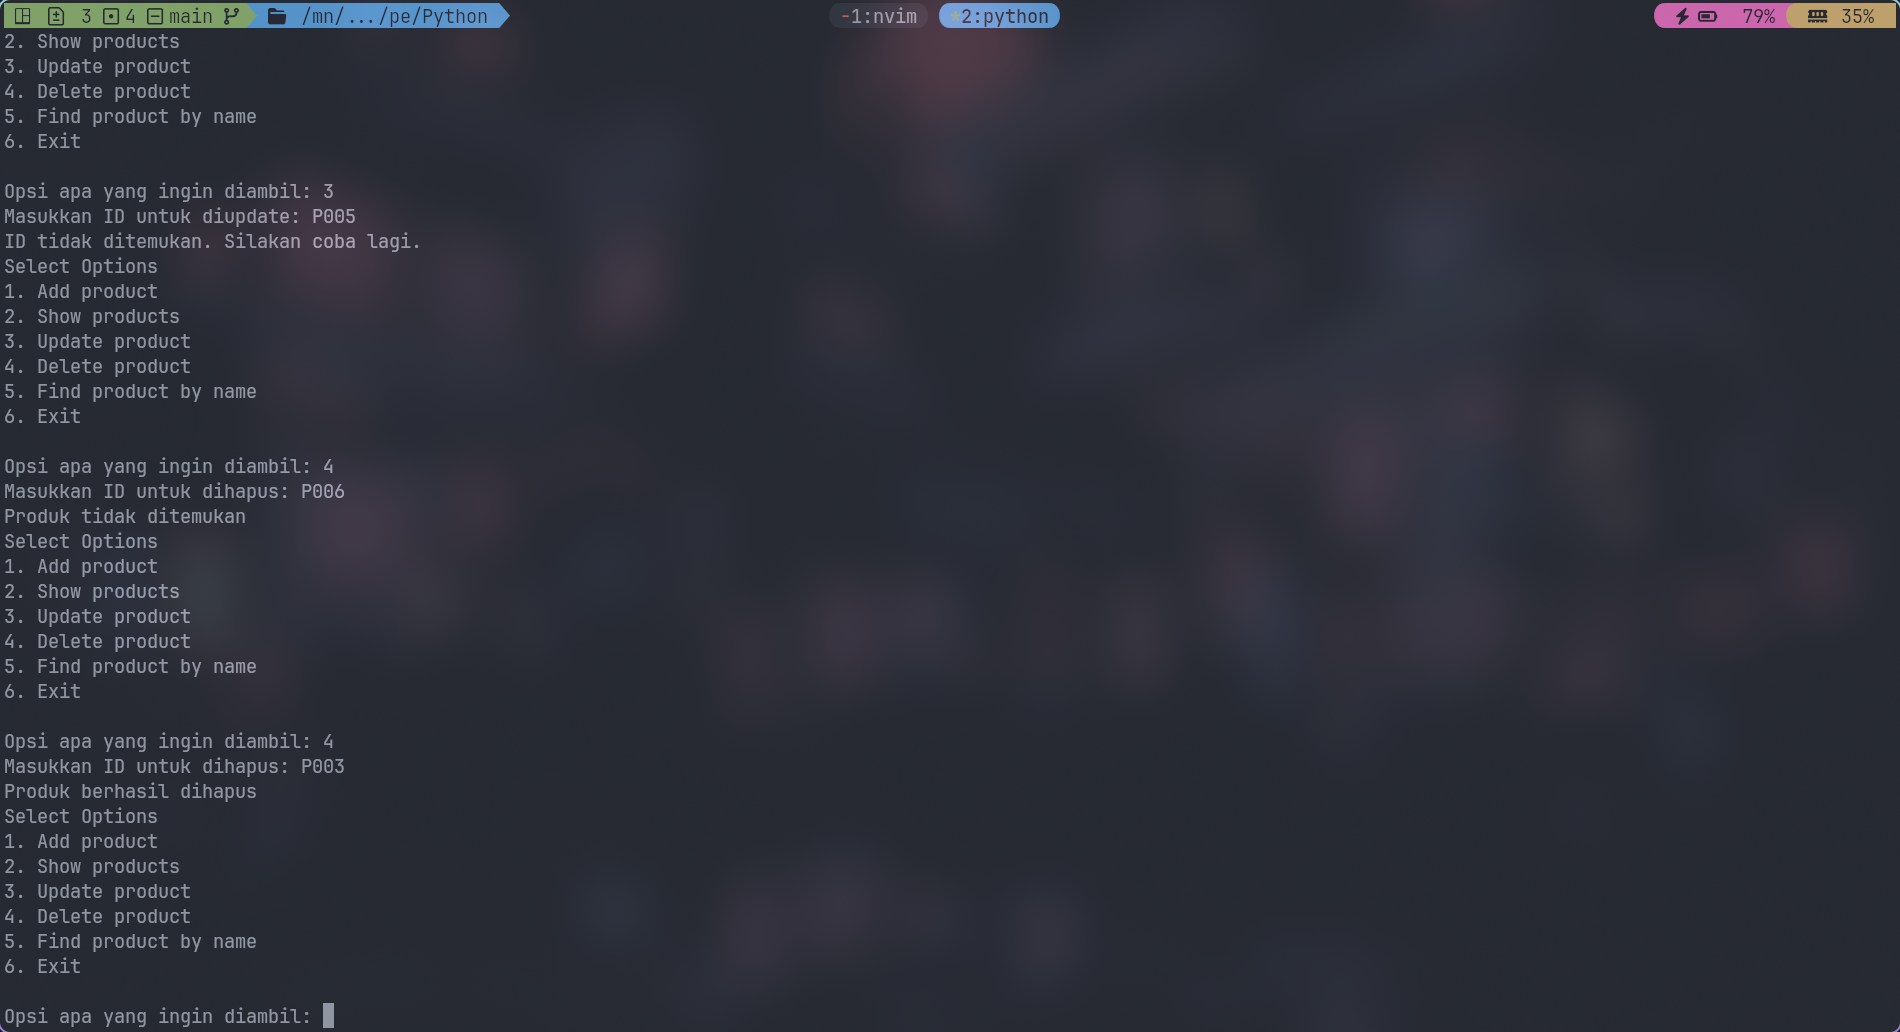 3 4 main /mn/.../pe/Python -1:nvim *2:python 79% 35%
2. Show products
3. Update product
4. Delete product
5. Find product by name
6. Exit
Opsi apa yang ingin diambil: 3
Masukkan ID untuk diupdate: P005
ID tidak ditemukan. Silakan coba lagi.
Select Options
1. Add product
2. Show products
3. Update product
4. Delete product
5. Find product by name
6. Exit
Opsi apa yang ingin diambil: 4
Masukkan ID untuk dihapus: P006
Produk tidak ditemukan
Select Options
1. Add product
2. Show products
3. Update product
4. Delete product
5. Find product by name
6. Exit
Opsi apa yang ingin diambil: 4
Masukkan ID untuk dihapus: P003
Produk berhasil dihapus
Select Options
1. Add product
2. Show products
3. Update product
4. Delete product
5. Find product by name
6. Exit
Opsi apa yang ingin diambil: